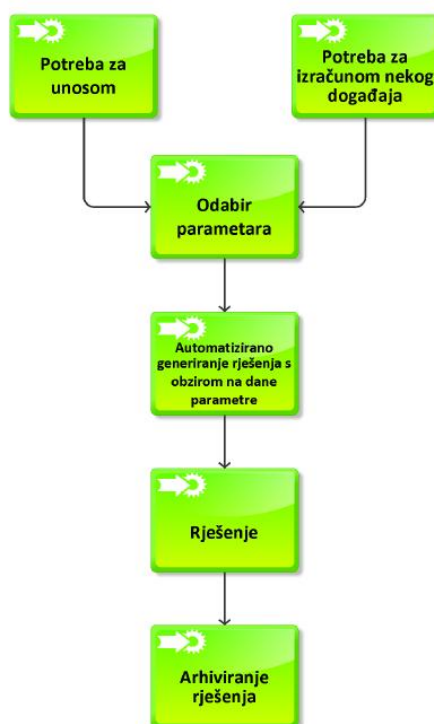 Potreba za
unosom
Potreba za
izračunom nekog
događaja
Odabir
parametara
Automatizirano
generiranje rješenja s
obzirom na dane
parametre
Rješenje
Arhiviranje
rješenja